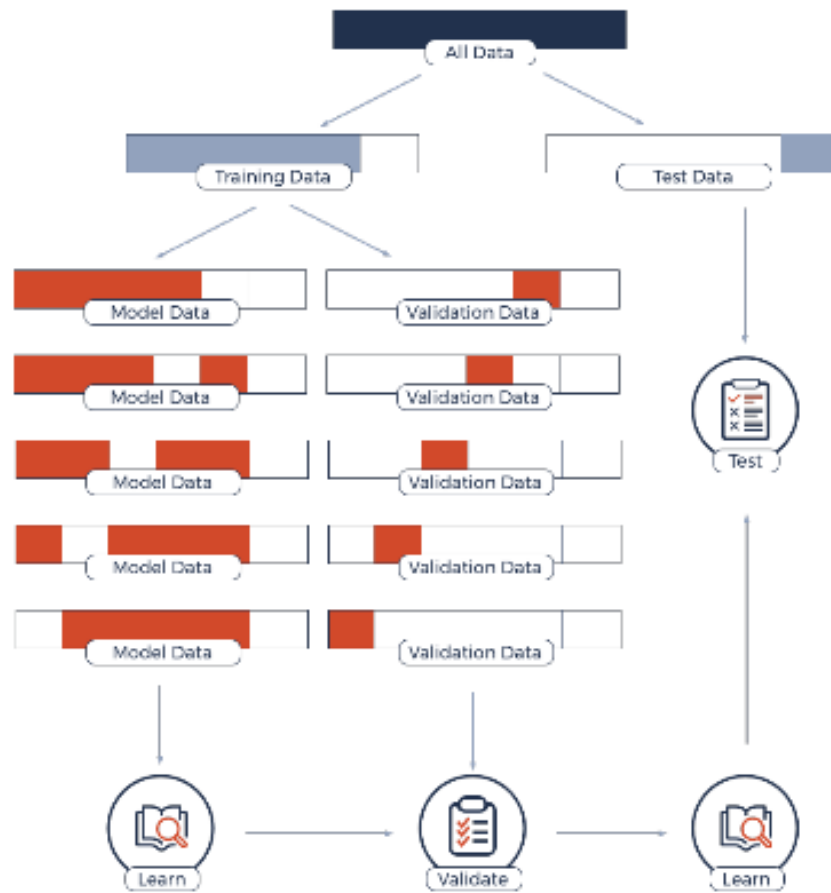 All Data
Training Data
Test Data
Model Data
Validation Data
Model Data
Validation Data
Model Data
Validation Data
Test
Model Data
Validation Data
Model Data
Validation Data
Learn
Validate
Learn